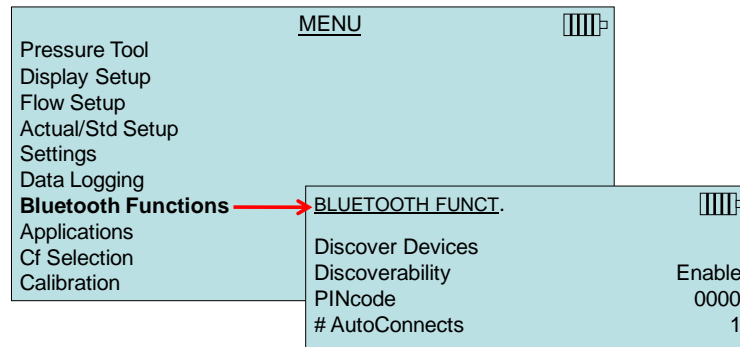 MENU
Pressure Tool
Display Setup
Flow Setup
Actual/Std Setup
Settings
Data Logging
Bluetooth Functions
Applications
Cf Selection
Calibration
BLUETOOTH FUNCT.
Discover Devices
Discoverability Enable
PINcode 0000
# AutoConnects 1